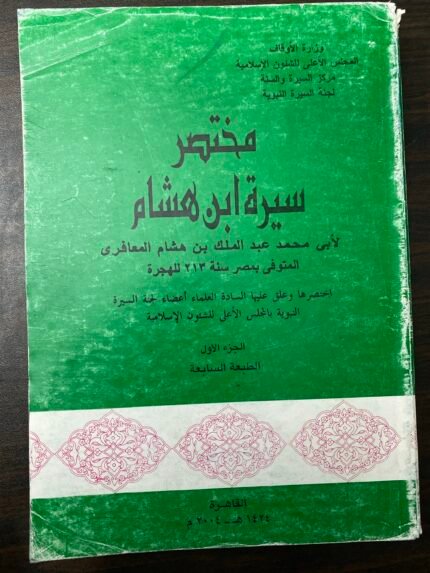 وزارة الأوقاف
المجلس الأعلى للشئون الإسلامية
مركز السيرة والسنة
لجنة السيرة النبوية
مختصر
سيرة ابن هشام
لأبى محمد عبد الملك بن هشام المعافرى
المتوفى بمصر سنة ٢١٣ للهجرة
اختصرها وعلق عليها السادة العلماء أعضاء لجنة السيرة
النبوية بالمجلس الأعلى للشئون الإسلامية
الجزء الأول
الطبعة السابعة
القاهرة
١٤٢٤ هـ - ٢٠٠٤ م